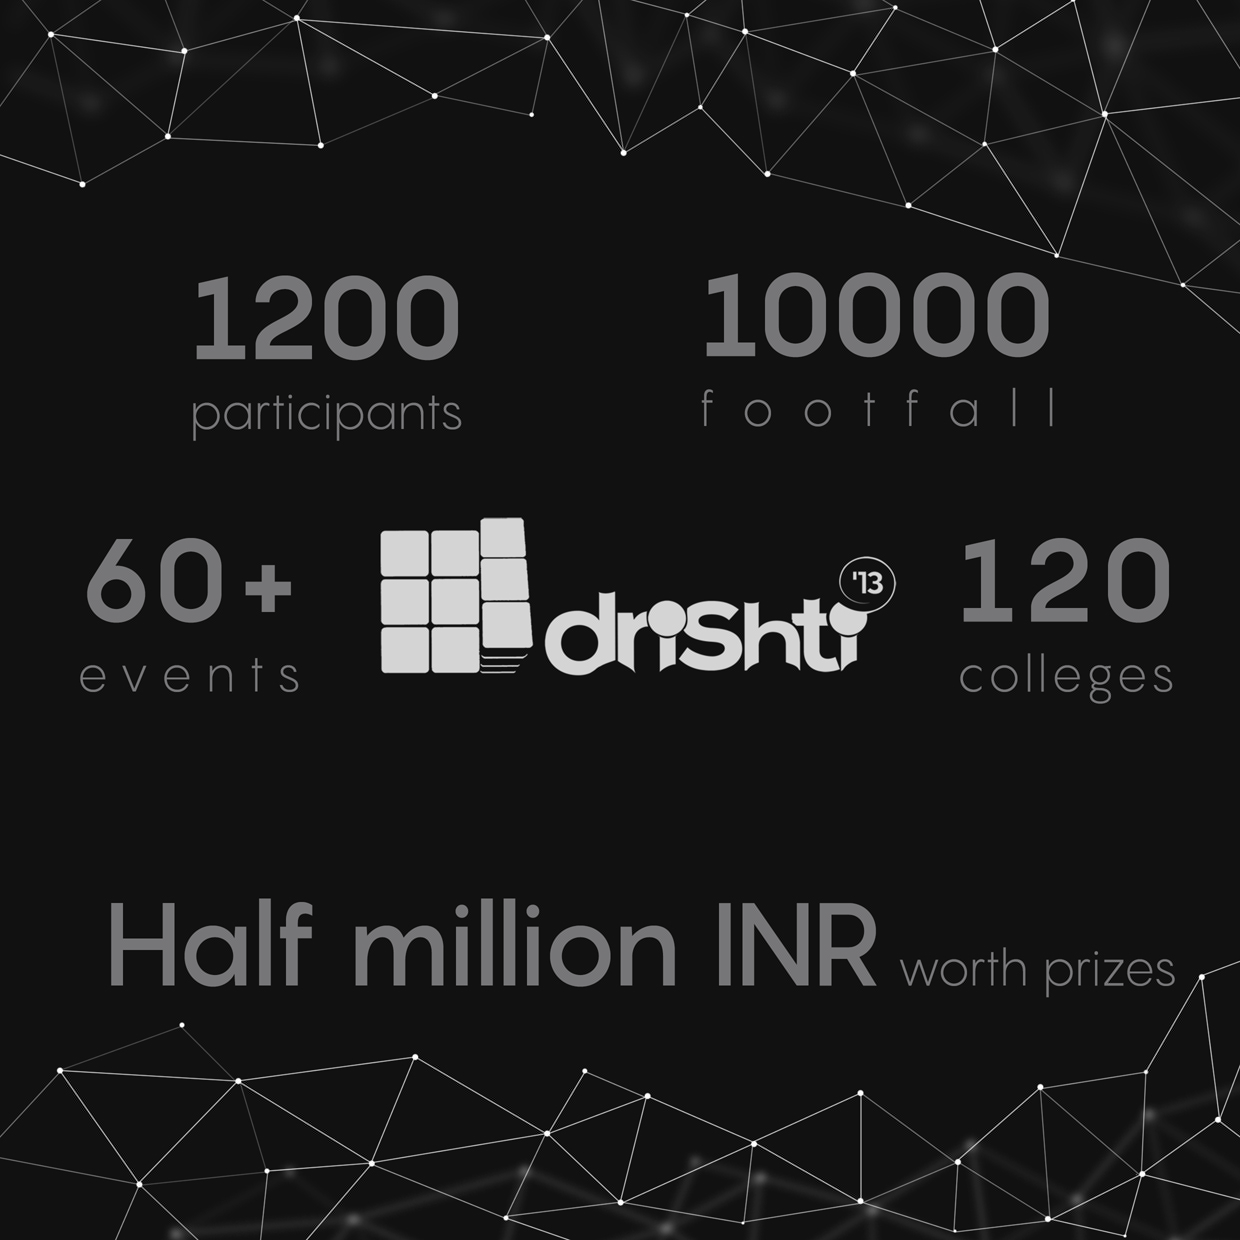 1200
participants
10000
footfall
60+
events
driShti '13
120
colleges
Half million INR worth prizes